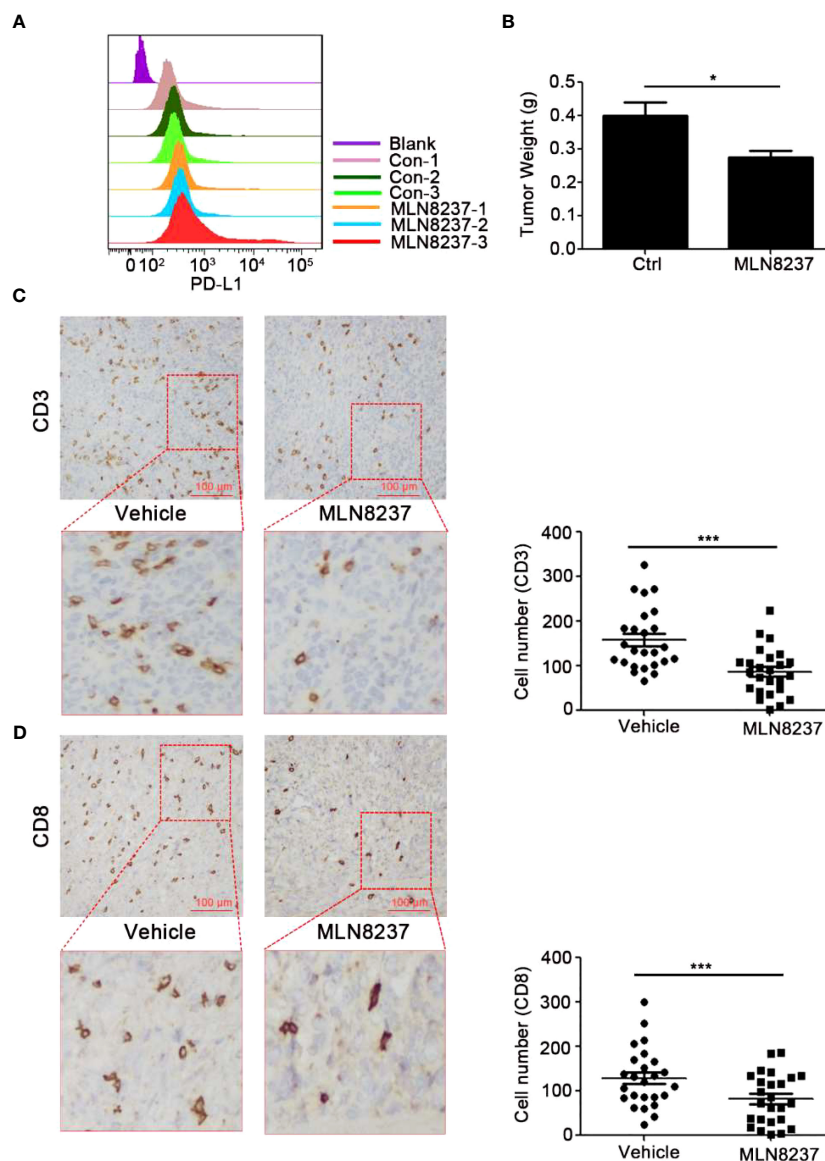 A
Blank
Con-1
Con-2
Con-3
MLN8237-1
MLN8237-2
MLN8237-3
0 10² 10³ 10⁴ 10⁵
PD-L1
B
*
Tumor Weight (g)
0.5
0.4
0.3
0.2
0.1
0.0
Ctrl MLN8237
C
CD3
100 µm 100 µm
Vehicle MLN8237
Cell number (CD3)
400
300
200
100
0
***
Vehicle MLN8237
D
CD8
100 µm 100 µm
Vehicle MLN8237
Cell number (CD8)
400
300
200
100
0
***
Vehicle MLN8237